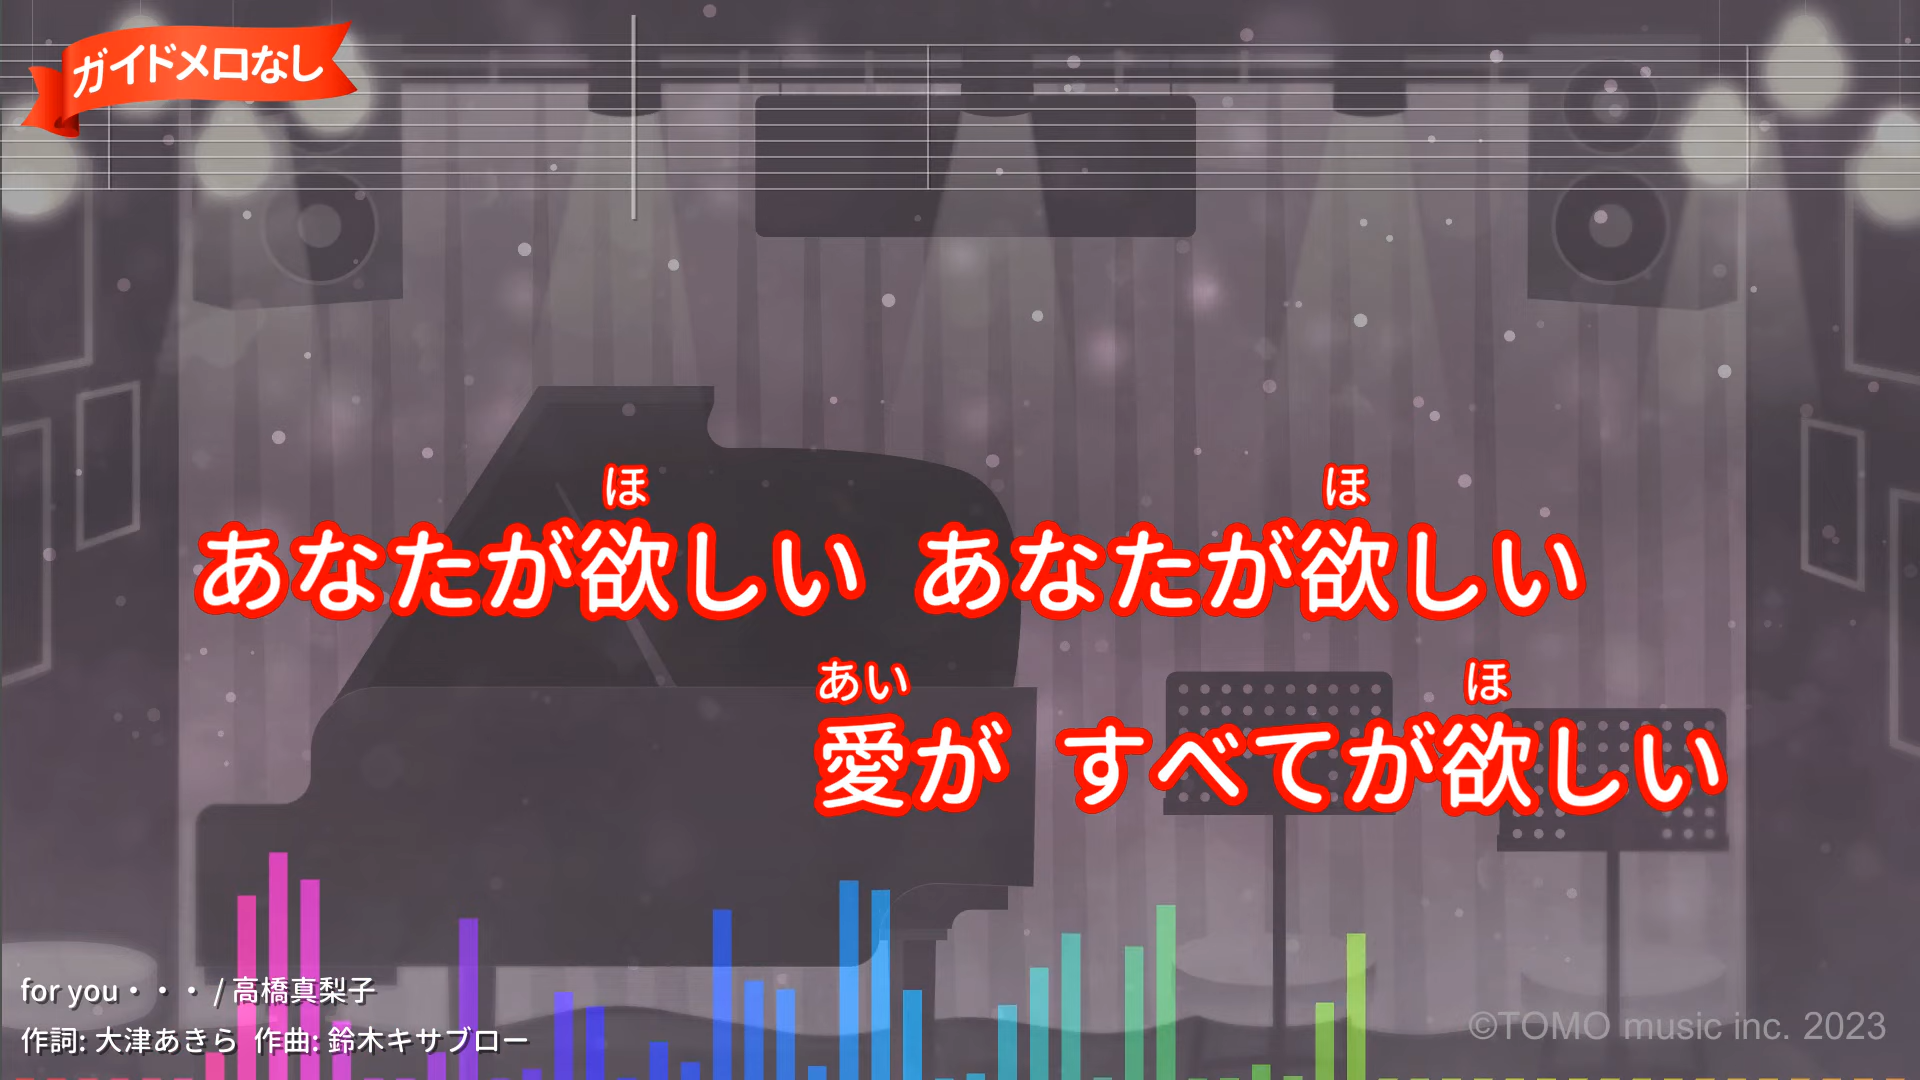 ガイドメロなし
ほ ほ
あなたが欲しい あなたが欲しい
あい ほ
愛が すべてが欲しい
for you・・・ / 高橋真梨子
作詞: 大津あきら 作曲: 鈴木キサブロー
©TOMO music inc. 2023